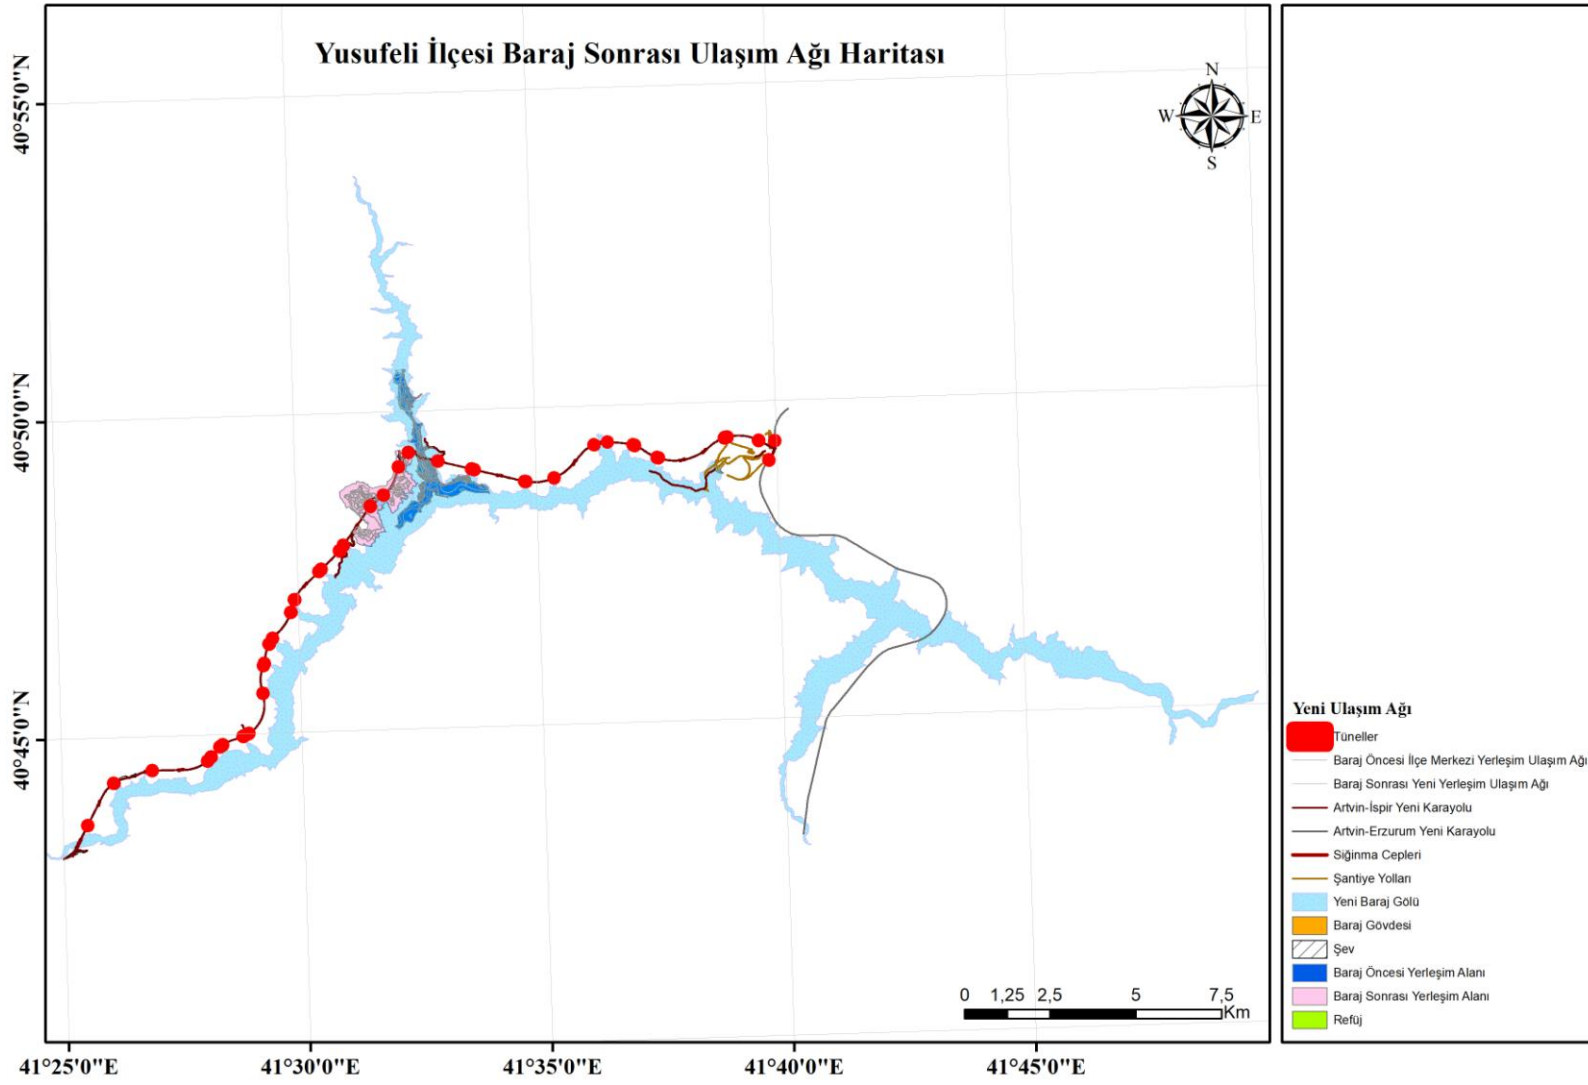 Yusufeli İlçesi Baraj Sonrası Ulaşım Ağı Haritası
N
W E
S
40°55'0"N
40°50'0"N
40°45'0"N
41°25'0"E 41°30'0"E 41°35'0"E 41°40'0"E 41°45'0"E
0 1,25 2,5 5 7,5
Km
Yeni Ulaşım Ağı
Tüneller
Baraj Öncesi İlçe Merkezi Yerleşim Ulaşım Ağı
Baraj Sonrası Yeni Yerleşim Ulaşım Ağı
Artvin-İspir Yeni Karayolu
Artvin-Erzurum Yeni Karayolu
Siğinma Cepleri
Şantiye Yolları
Yeni Baraj Gölü
Baraj Gövdesi
Şev
Baraj Öncesi Yerleşim Alanı
Baraj Sonrası Yerleşim Alanı
Refüj